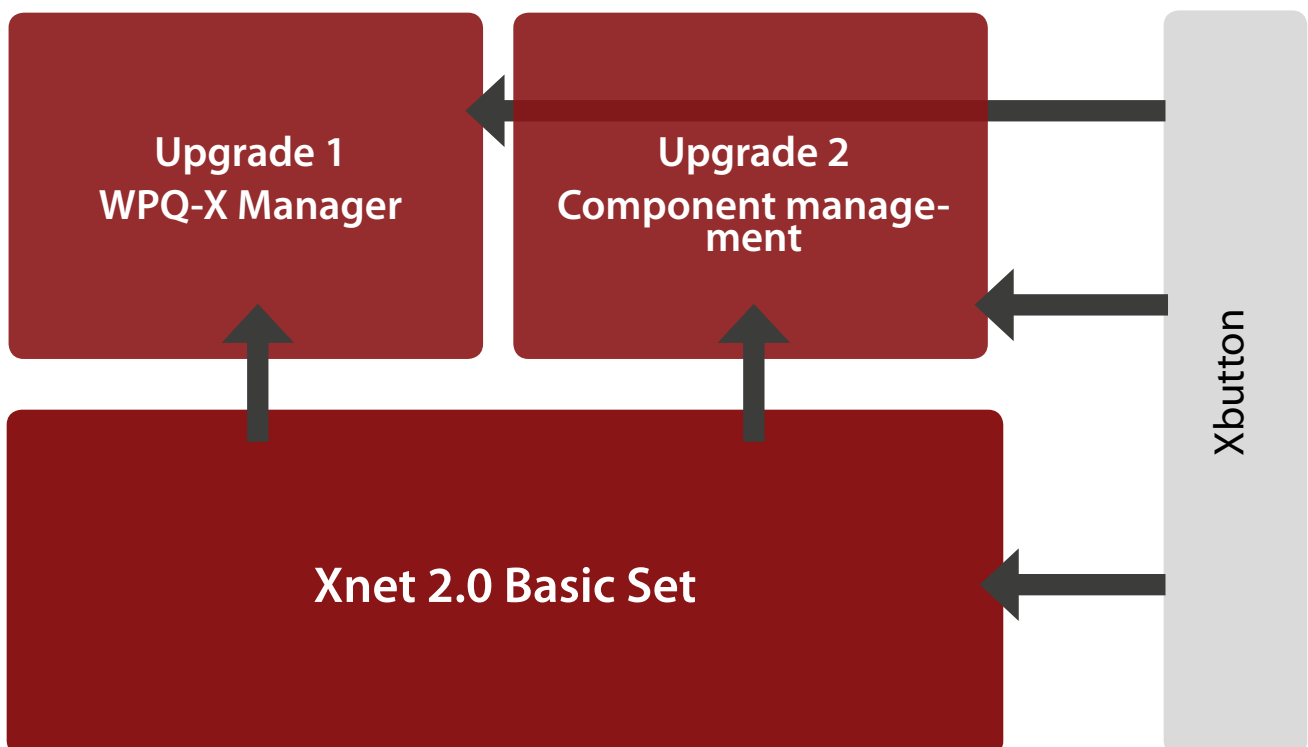 Upgrade 1
WPQ-X Manager
Upgrade 2
Component manage-
ment
Xbutton
Xnet 2.0 Basic Set